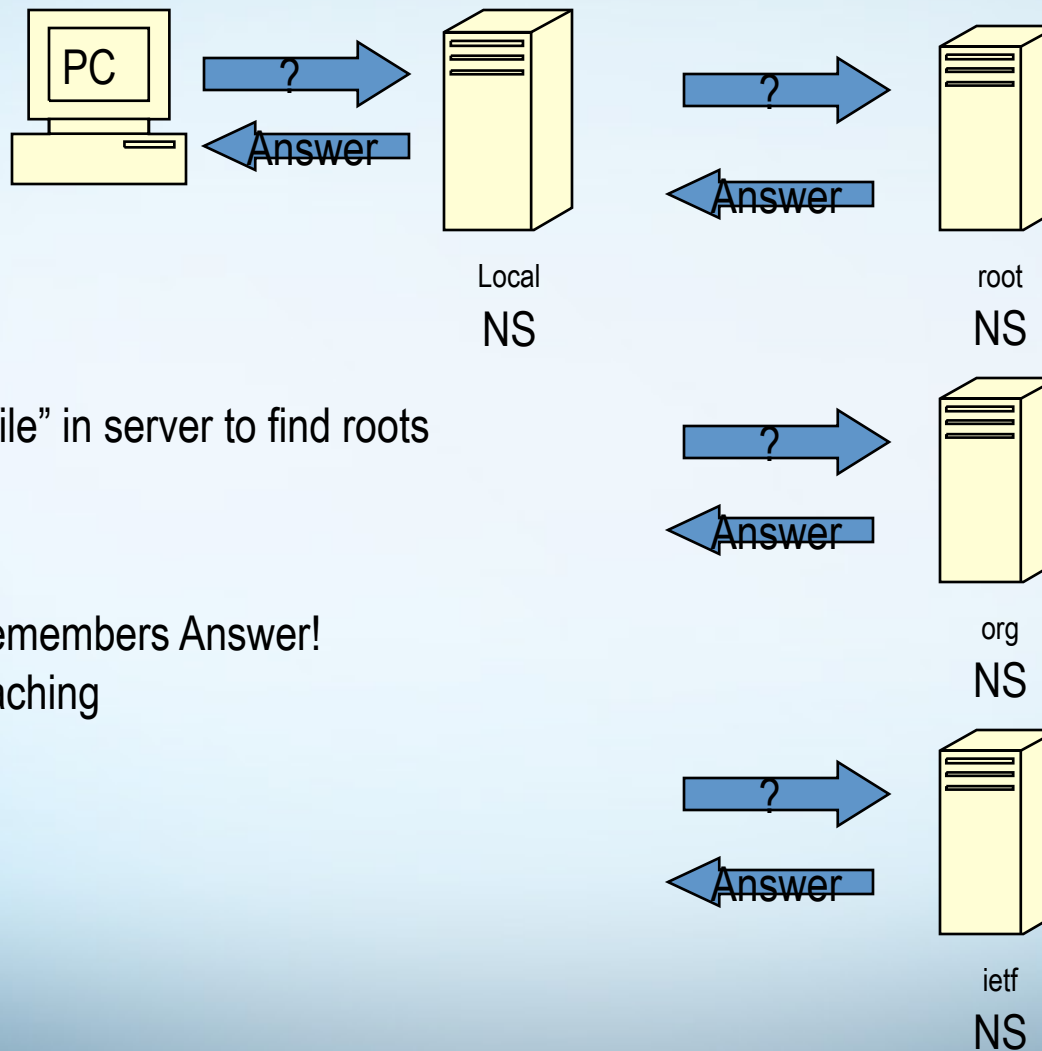 PC
?
?
Answer
Answer
Local
NS
root
NS
ile” in server to find roots
?
Answer
emembers Answer!
aching
org
NS
?
Answer
ietf
NS